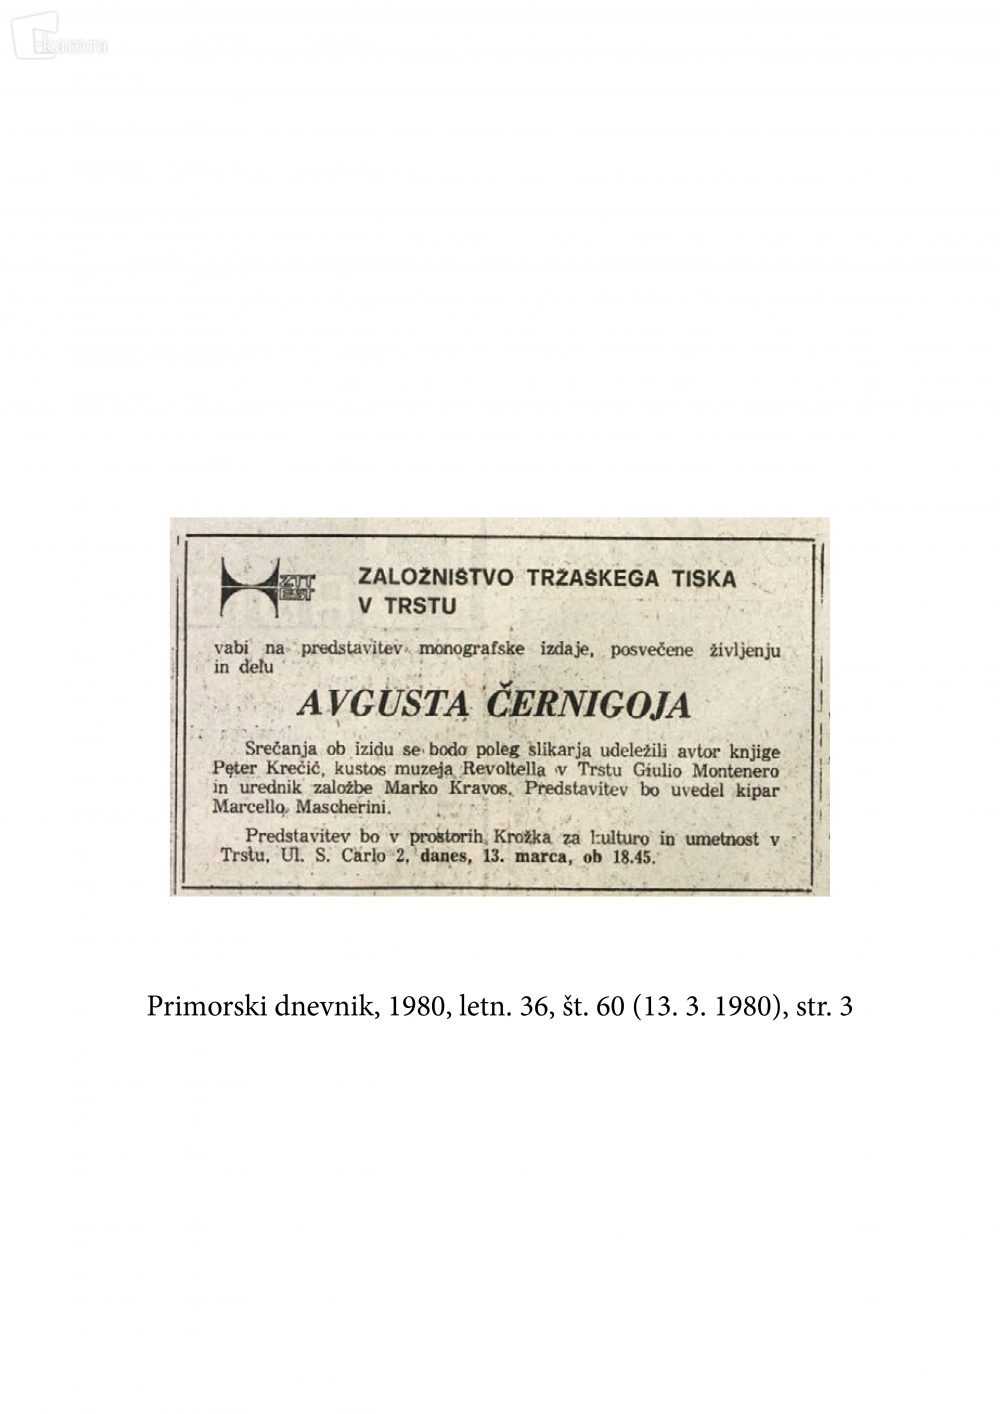 kamra
ZTT
EST
ZALOŽNIŠTVO TRŽAŠKEGA TISKA
V TRSTU
vabi na predstavitev monografske izdaje, posvečene življenju
in delu
AVGUSTA ČERNIGOJA
Srečanja ob izidu se bodo poleg slikarja udeležili avtor knjige
Peter Krečič, kustos muzeja Revoltella v Trstu Giulio Montenero
in urednik založbe Marko Kravos. Predstavitev bo uvedel kipar
Marcello Mascherini.
Predstavitev bo v prostorih Krožka za kulturo in umetnost v
Trstu, Ul. S. Carlo 2, danes, 13. marca, ob 18.45.
Primorski dnevnik, 1980, letn. 36, št. 60 (13. 3. 1980), str. 3